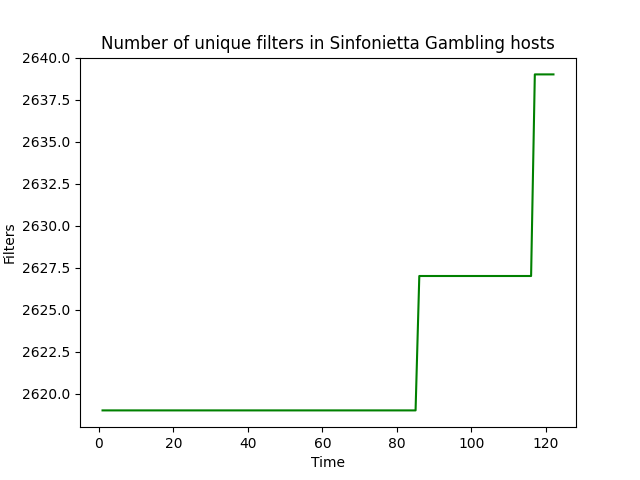 Number of unique filters in Sinfonietta Gambling hosts
2640.0
2637.5
2635.0
2632.5
2630.0
2627.5
2625.0
2622.5
2620.0
Filters
0 20 40 60 80 100 120
Time